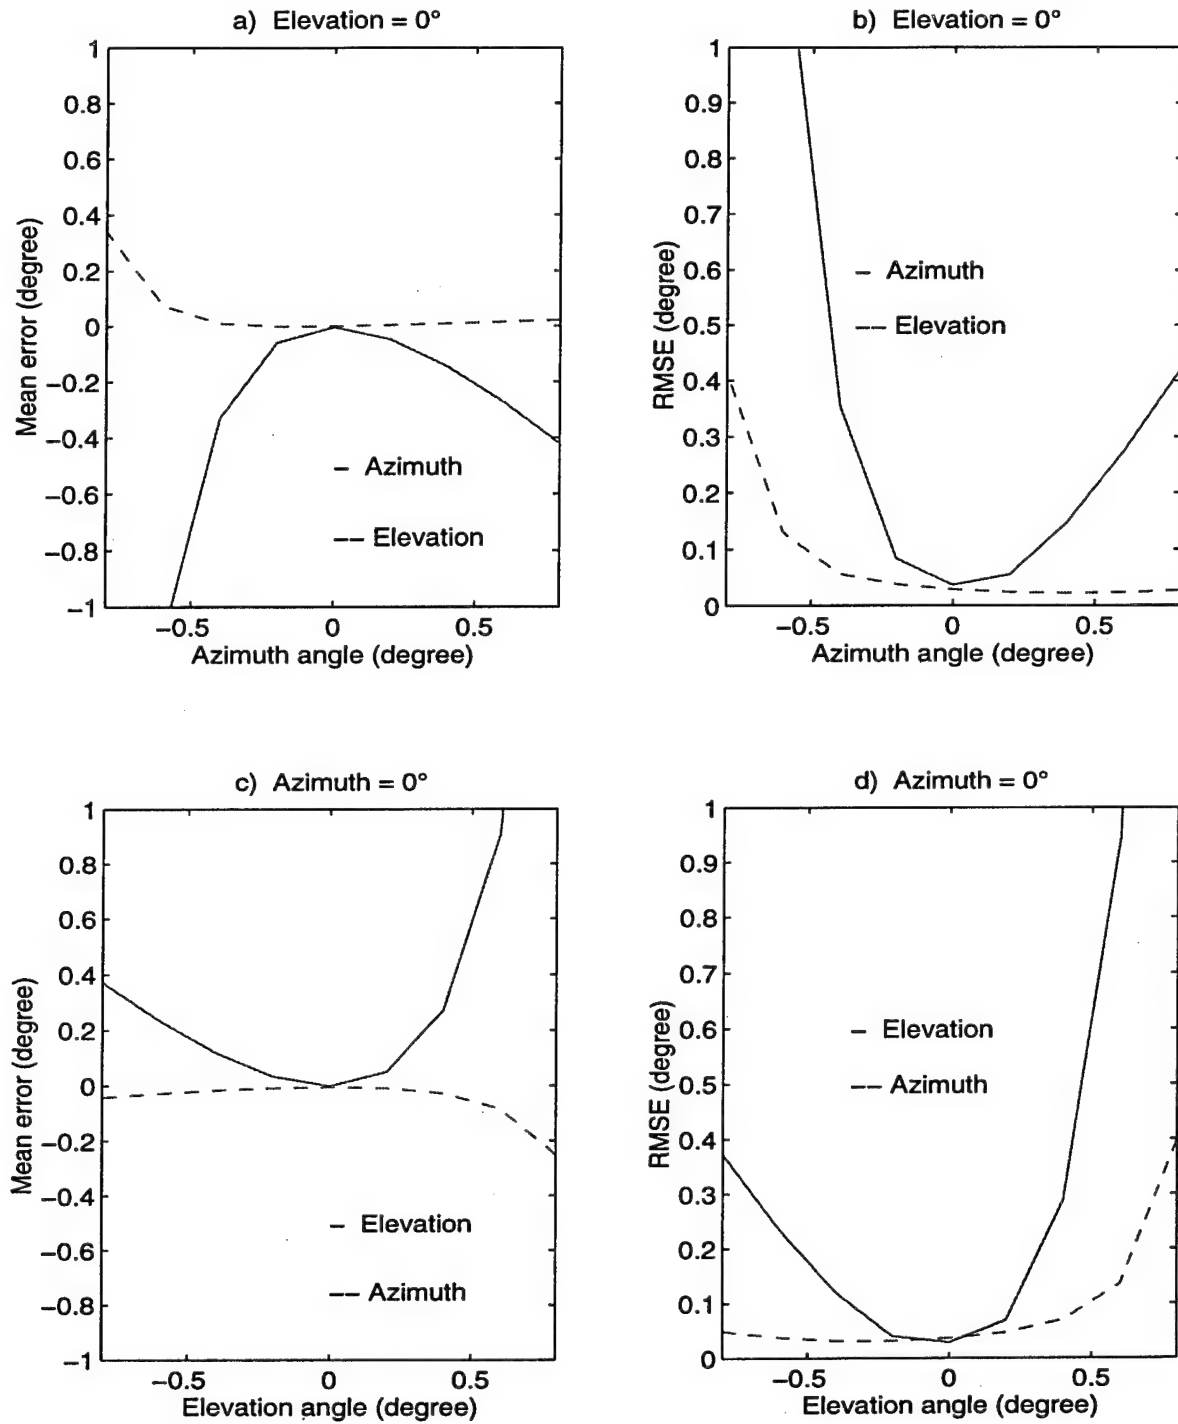 a) Elevation = 0°
1
0.8
0.6
0.4
0.2
0
−0.2
−0.4
−0.6
−0.8
−1
Mean error (degree)
– Azimuth
–– Elevation
−0.5 0 0.5
Azimuth angle (degree)
b) Elevation = 0°
1
0.9
0.8
0.7
0.6
0.5
0.4
0.3
0.2
0.1
0
RMSE (degree)
– Azimuth
–– Elevation
−0.5 0 0.5
Azimuth angle (degree)
c) Azimuth = 0°
1
0.8
0.6
0.4
0.2
0
−0.2
−0.4
−0.6
−0.8
−1
Mean error (degree)
– Elevation
–– Azimuth
−0.5 0 0.5
Elevation angle (degree)
d) Azimuth = 0°
1
0.9
0.8
0.7
0.6
0.5
0.4
0.3
0.2
0.1
0
RMSE (degree)
– Elevation
–– Azimuth
−0.5 0 0.5
Elevation angle (degree)